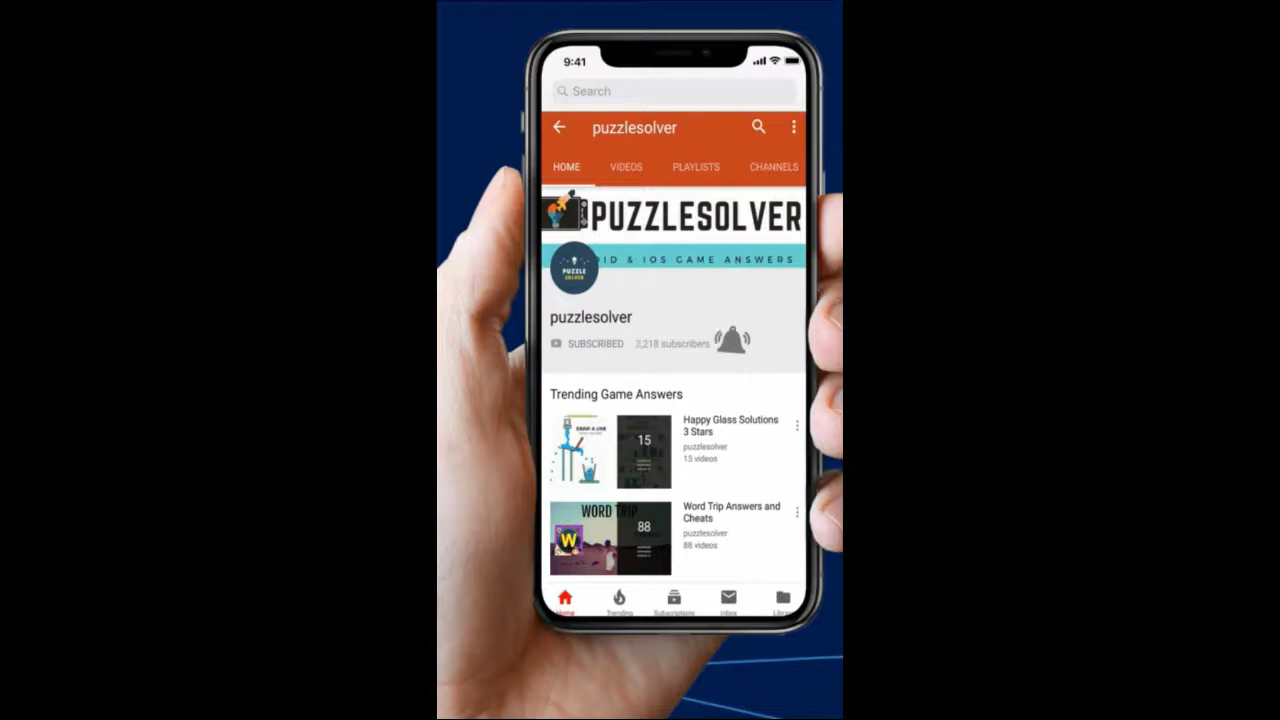 9:41
Search
puzzlesolver
HOME VIDEOS PLAYLISTS CHANNELS
PUZZLESOLVER
ID & IOS GAME ANSWERS
PUZZLE
SOLVER
puzzlesolver
SUBSCRIBED 3,218 subscribers
Trending Game Answers
DRAW A LINE
15
Happy Glass Solutions
3 Stars
puzzlesolver
15 videos
WORD TRIP
W
88
Word Trip Answers and
Cheats
puzzlesolver
88 videos
Home Trending Subscriptions Inbox